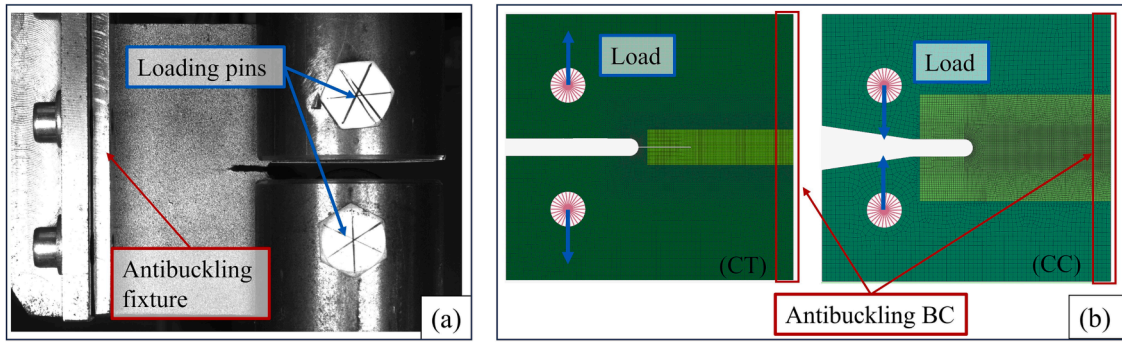 Loading pins
Antibuckling
fixture
(a)
Load
Load
(CT)
(CC)
Antibuckling BC
(b)